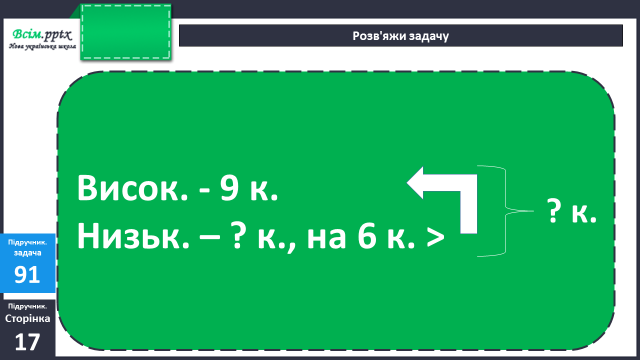 Всім.pptx
Нова українська школа
Розв'яжи задачу
Висок. - 9 к.
Низьк. – ? к., на 6 к. >
? к.
Підручник.
задача
91
Підручник.
Сторінка
17